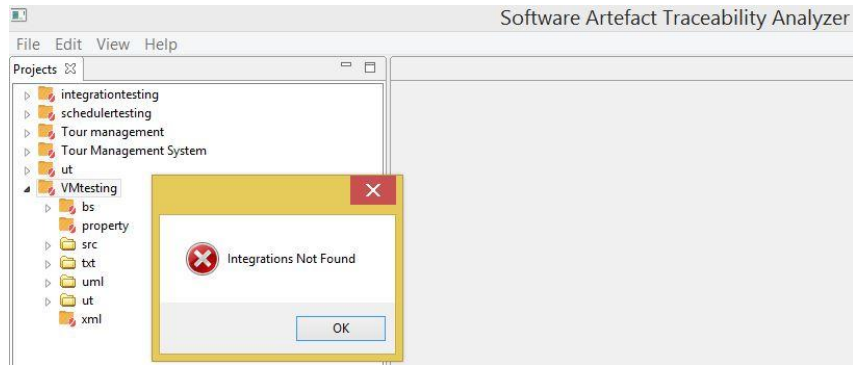 Software Artefact Traceability Analyzer
File Edit View Help
Projects
integrationtesting
schedulertesting
Tour management
Tour Management System
ut
VMtesting
bs
property
src
txt
uml
ut
xml
Integrations Not Found
OK